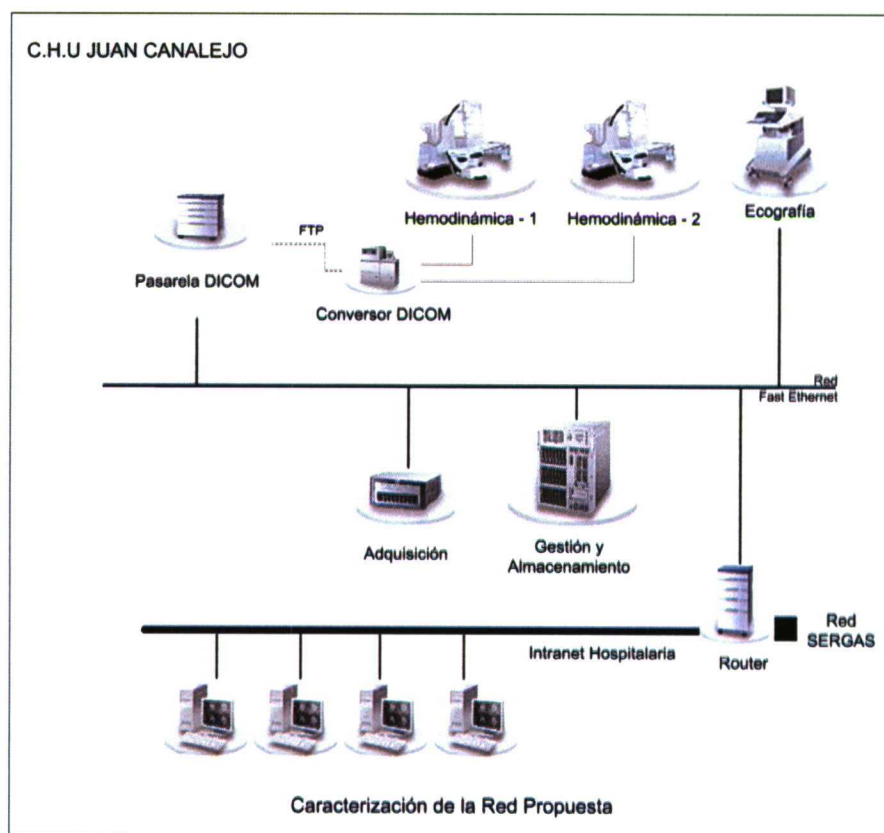 C.H.U JUAN CANALEJO
Hemodinámica - 1
Hemodinámica - 2
Ecografía
FTP
Pasarela DICOM
Conversor DICOM
Red
Fast Ethernet
Adquisición
Gestión y
Almacenamiento
Red
SERGAS
Intranet Hospitalaria
Router
Caracterización de la Red Propuesta